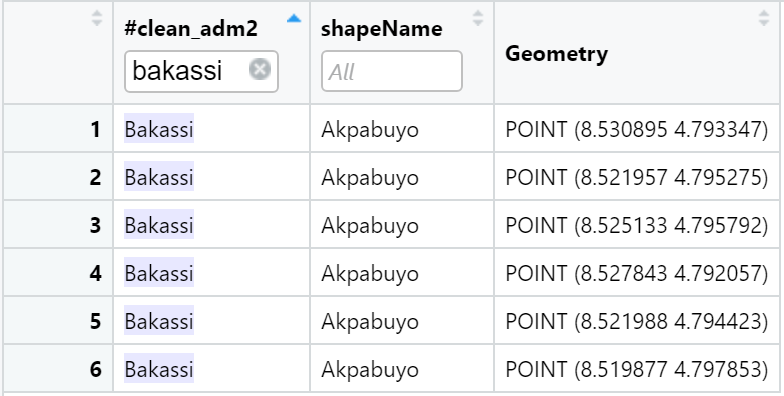 #clean_adm2 shapeName Geometry
bakassi All
1 Bakassi Akpabuyo POINT (8.530895 4.793347)
2 Bakassi Akpabuyo POINT (8.521957 4.795275)
3 Bakassi Akpabuyo POINT (8.525133 4.795792)
4 Bakassi Akpabuyo POINT (8.527843 4.792057)
5 Bakassi Akpabuyo POINT (8.521988 4.794423)
6 Bakassi Akpabuyo POINT (8.519877 4.797853)